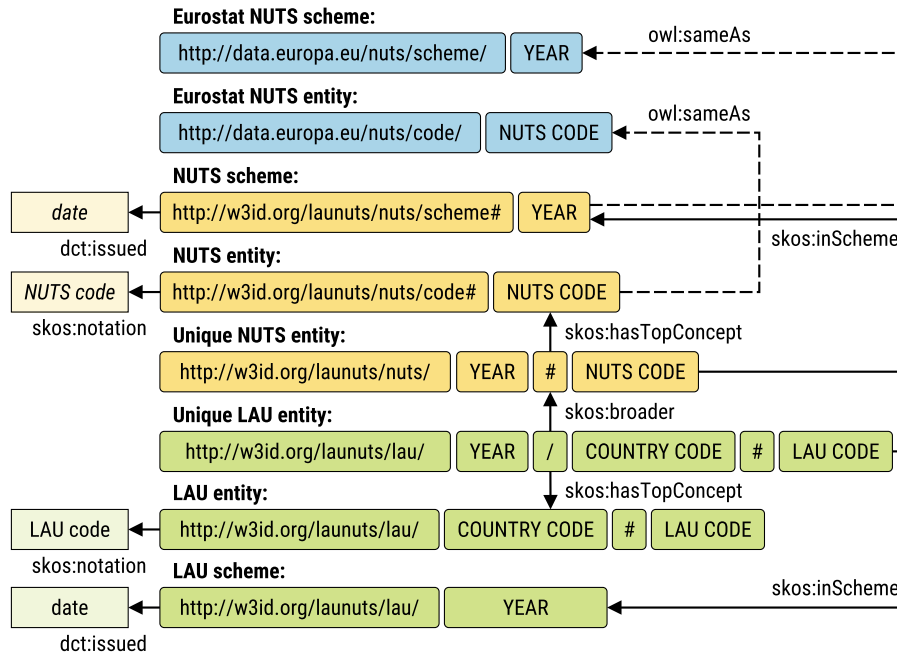 Eurostat NUTS scheme:
http://data.europa.eu/nuts/scheme/ YEAR
owl:sameAs
Eurostat NUTS entity:
http://data.europa.eu/nuts/code/ NUTS CODE
owl:sameAs
NUTS scheme:
date http://w3id.org/launuts/nuts/scheme# YEAR
dct:issued
skos:inScheme
NUTS entity:
NUTS code http://w3id.org/launuts/nuts/code# NUTS CODE
skos:notation
skos:hasTopConcept
Unique NUTS entity:
http://w3id.org/launuts/nuts/ YEAR # NUTS CODE
skos:broader
Unique LAU entity:
http://w3id.org/launuts/lau/ YEAR / COUNTRY CODE # LAU CODE
skos:hasTopConcept
LAU entity:
LAU code http://w3id.org/launuts/lau/ COUNTRY CODE # LAU CODE
skos:notation
LAU scheme:
skos:inScheme
date http://w3id.org/launuts/lau/ YEAR
dct:issued